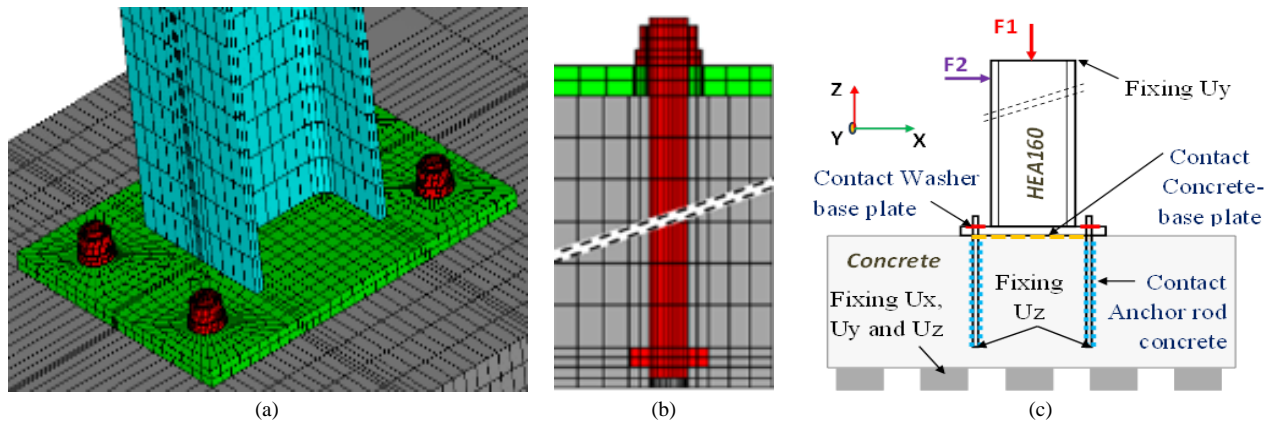 F1
F2
Z
Y
X
Fixing Uy
HEA160
Contact Washer
base plate
Contact
Concrete-
base plate
Concrete
Fixing Ux,
Uy and Uz
Fixing
Uz
Contact
Anchor rod
concrete
(a)
(b)
(c)